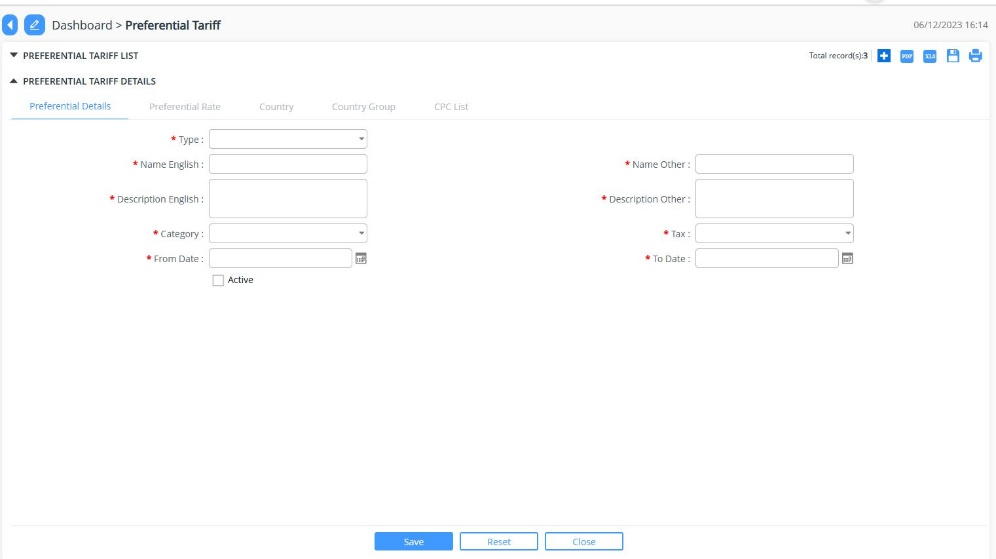 Dashboard > Preferential Tariff
06/12/2023 16:14
PREFERENTIAL TARIFF LIST
Total record(s):3
PDF
XLS
PREFERENTIAL TARIFF DETAILS
Preferential Details Preferential Rate Country Country Group CPC List
* Type :
* Name English : * Name Other :
* Description English : * Description Other :
* Category : * Tax :
* From Date : * To Date :
Active
Save Reset Close